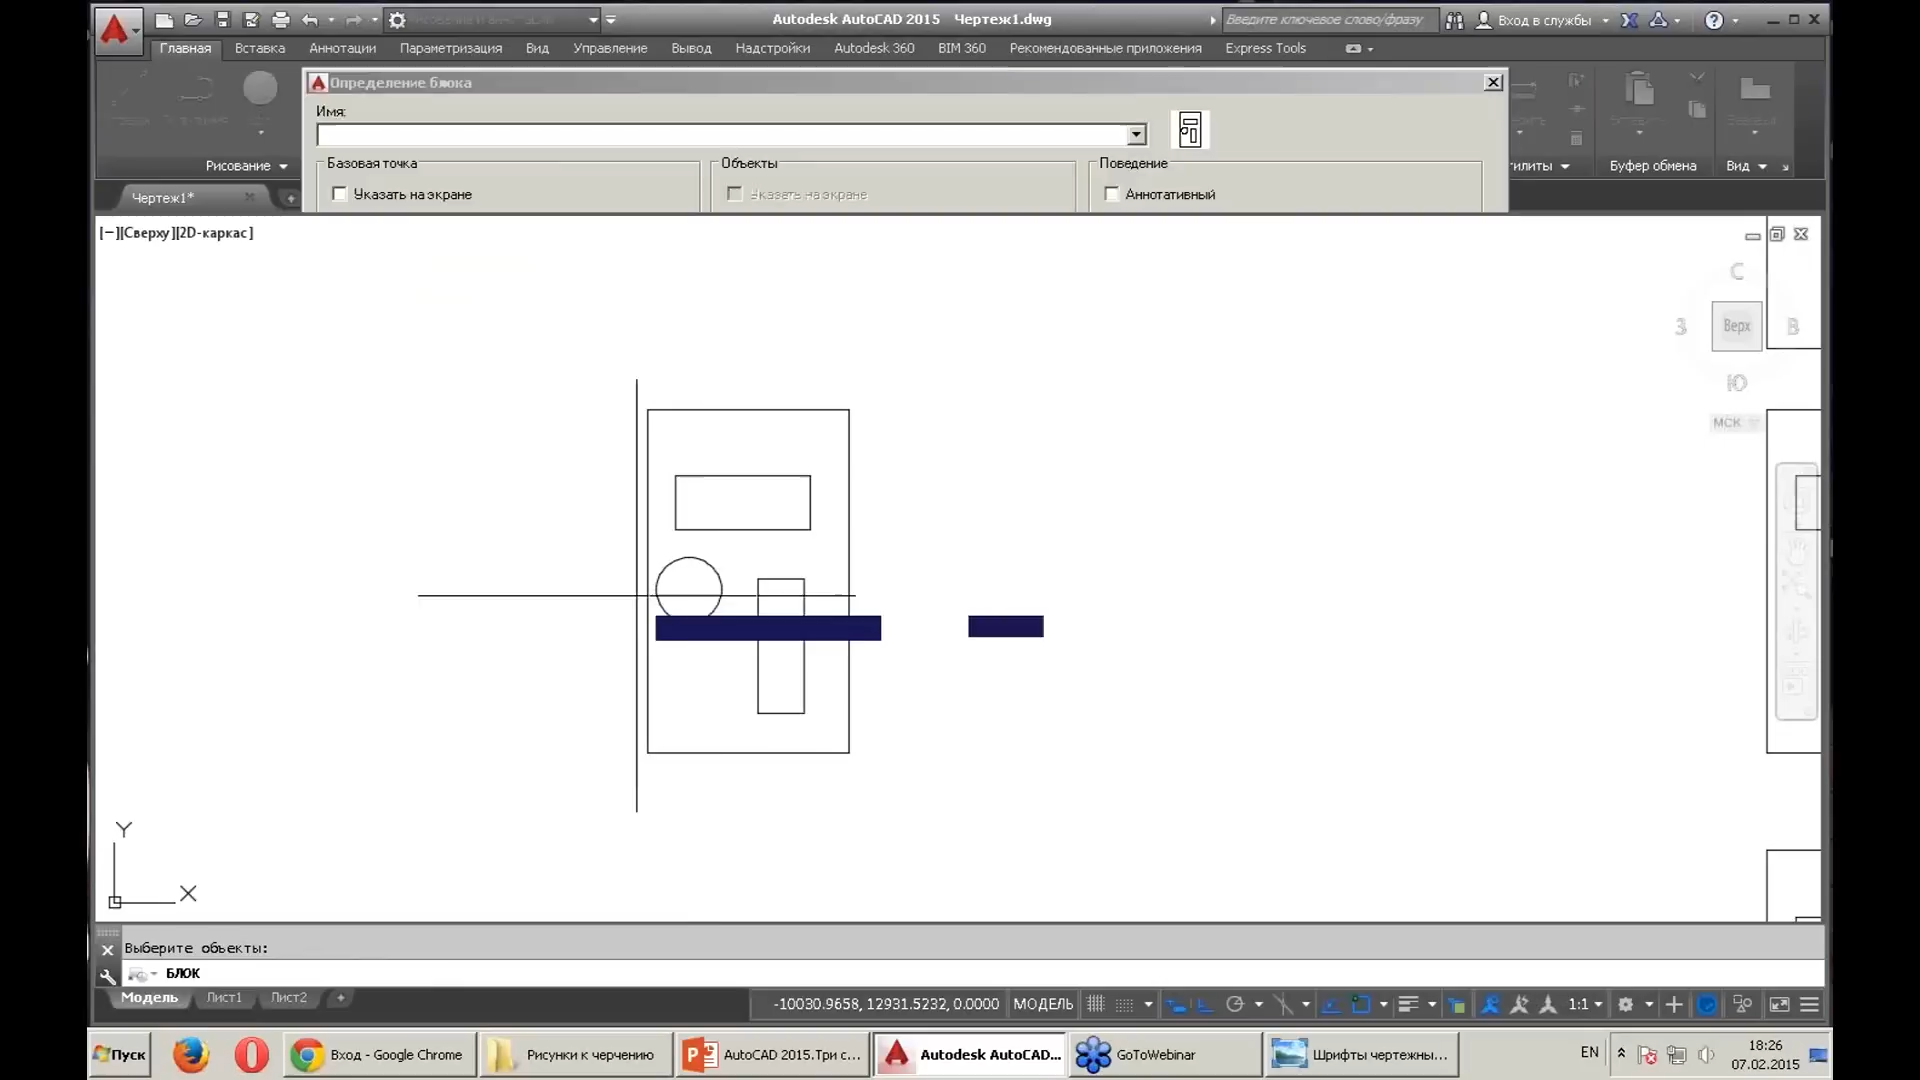 Autodesk AutoCAD 2015 Чертеж1.dwg
Введите ключевое слово/фразу
Вход в службы
Главная Вставка Аннотации Параметризация Вид Управление Вывод Надстройки Autodesk 360 BIM 360 Рекомендованные приложения Express Tools
Определение блока
Имя:
Базовая точка Объекты Поведение
Указать на экране Указать на экране Аннотативный
Рисование илиты Буфер обмена Вид
Чертеж1*
[−][Сверху][2D-каркас]
С
З Верх В
Ю
МСК
Y
X
Выберите объекты:
БЛОК
Модель Лист1 Лист2
-10030.9658, 12931.5232, 0.0000 МОДЕЛЬ 1:1
Пуск Вход - Google Chrome Рисунки к черчению AutoCAD 2015.Три с... Autodesk AutoCAD... GoToWebinar Шрифты чертежны... EN 18:26
07.02.2015